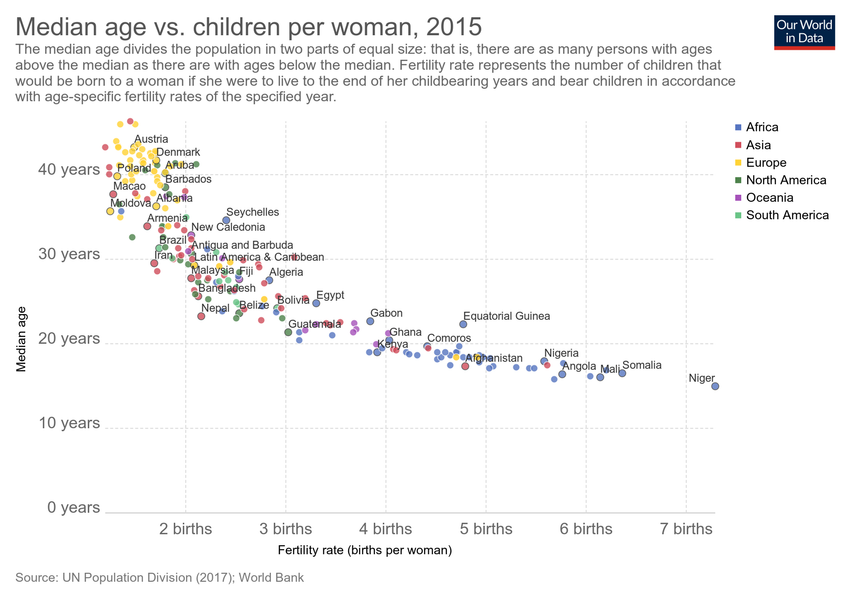 Median age vs. children per woman, 2015
Our World
in Data
The median age divides the population in two parts of equal size: that is, there are as many persons with ages
above the median as there are with ages below the median. Fertility rate represents the number of children that
would be born to a woman if she were to live to the end of her childbearing years and bear children in accordance
with age-specific fertility rates of the specified year.
Africa
Asia
Europe
North America
Oceania
South America
Median age
40 years
30 years
20 years
10 years
0 years
Austria
Denmark
Poland
Aruba
Barbados
Macao
Moldova
Albania
Seychelles
Armenia
New Caledonia
Brazil
Antigua and Barbuda
Iran
Latin America & Caribbean
Malaysia
Fiji
Algeria
Bangladesh
Nepal
Belize
Bolivia
Egypt
Guatemala
Gabon
Equatorial Guinea
Ghana
Kenya
Comoros
Afghanistan
Nigeria
Angola
Mali
Somalia
Niger
2 births
3 births
4 births
5 births
6 births
7 births
Fertility rate (births per woman)
Source: UN Population Division (2017); World Bank